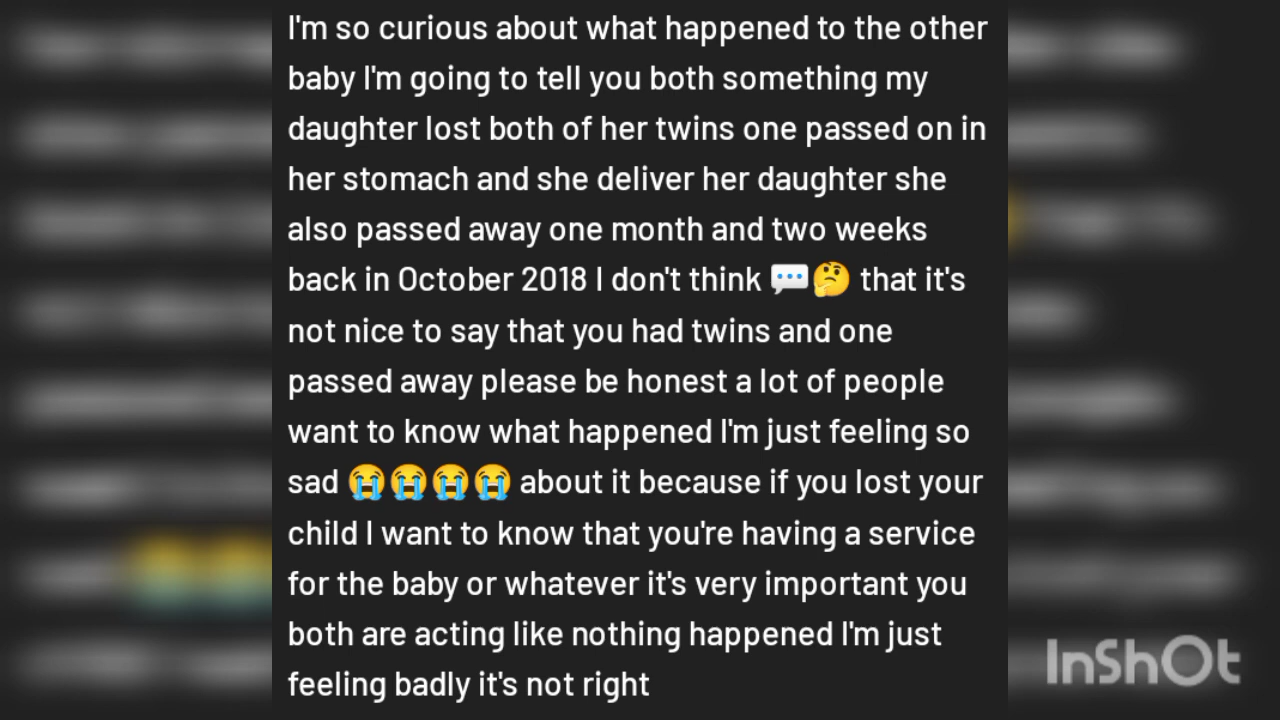 I'm so curious about what happened to the other
baby I'm going to tell you both something my
daughter lost both of her twins one passed on in
her stomach and she deliver her daughter she
also passed away one month and two weeks
back in October 2018 I don't think 💬🤔 that it's
not nice to say that you had twins and one
passed away please be honest a lot of people
want to know what happened I'm just feeling so
sad 😭😭😭😭 about it because if you lost your
child I want to know that you're having a service
for the baby or whatever it's very important you
both are acting like nothing happened I'm just
feeling badly it's not right
InShOt